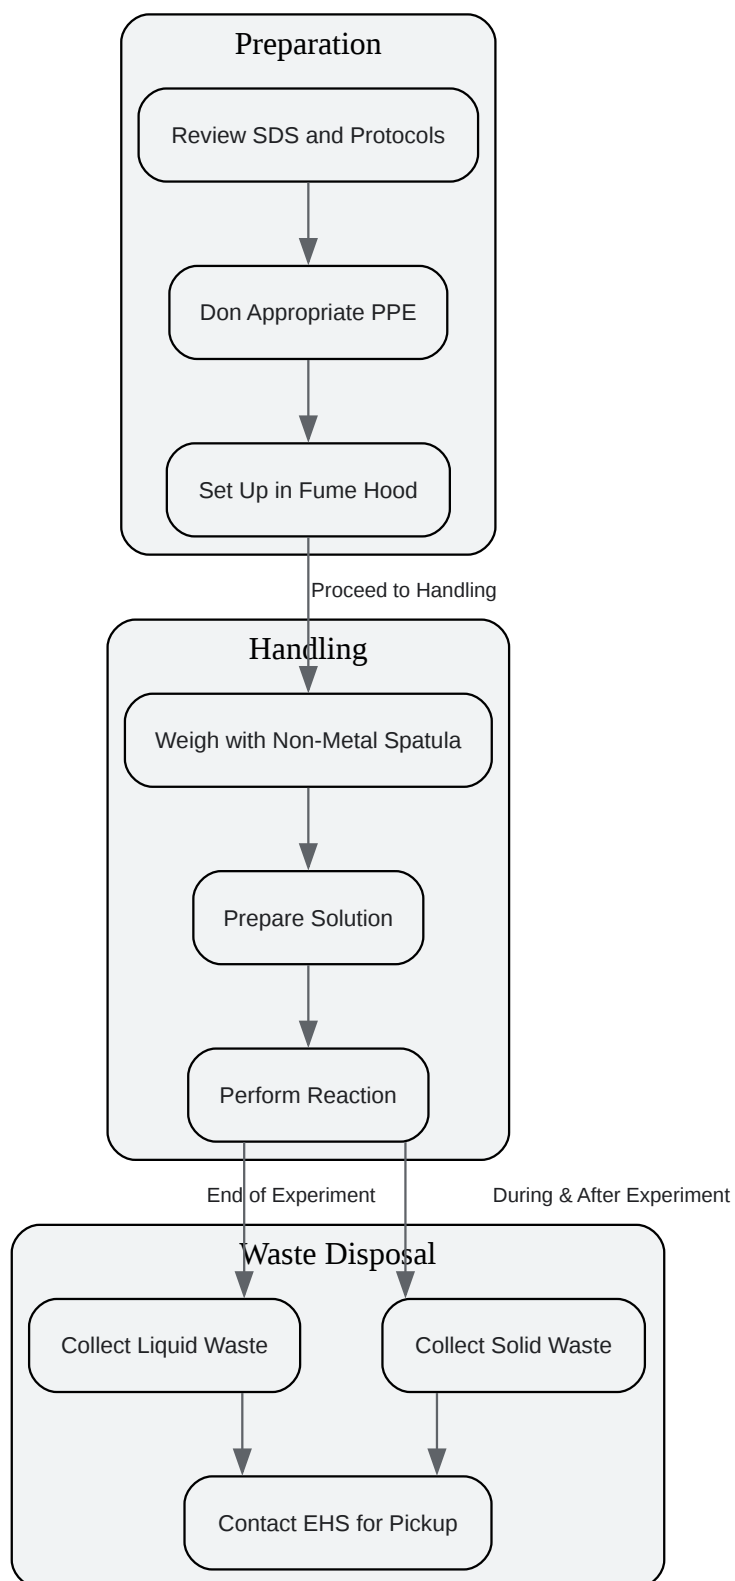 Preparation
Review SDS and Protocols
Don Appropriate PPE
Set Up in Fume Hood
Proceed to Handling
Handling
Weigh with Non-Metal Spatula
Prepare Solution
Perform Reaction
End of Experiment
During & After Experiment
Waste Disposal
Collect Liquid Waste
Collect Solid Waste
Contact EHS for Pickup